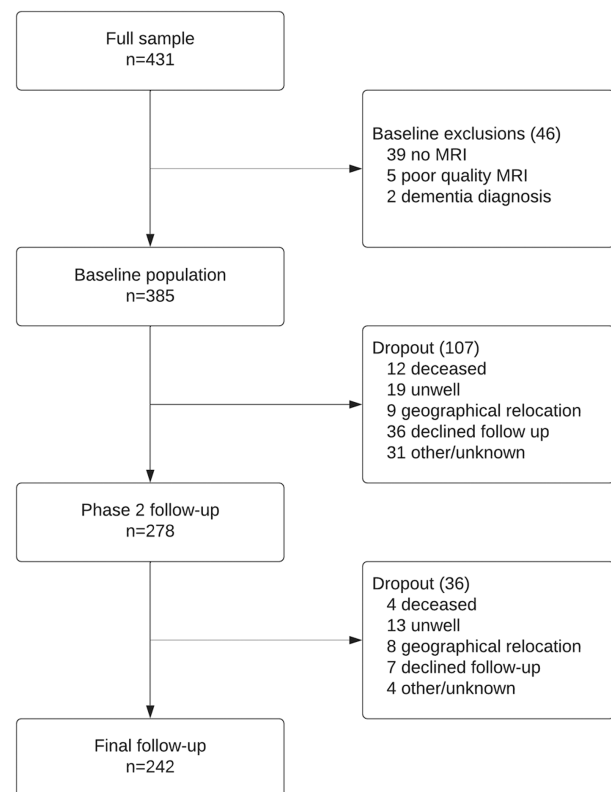 Full sample
n=431
Baseline exclusions (46)
39 no MRI
5 poor quality MRI
2 dementia diagnosis
Baseline population
n=385
Dropout (107)
12 deceased
19 unwell
9 geographical relocation
36 declined follow up
31 other/unknown
Phase 2 follow-up
n=278
Dropout (36)
4 deceased
13 unwell
8 geographical relocation
7 declined follow-up
4 other/unknown
Final follow-up
n=242